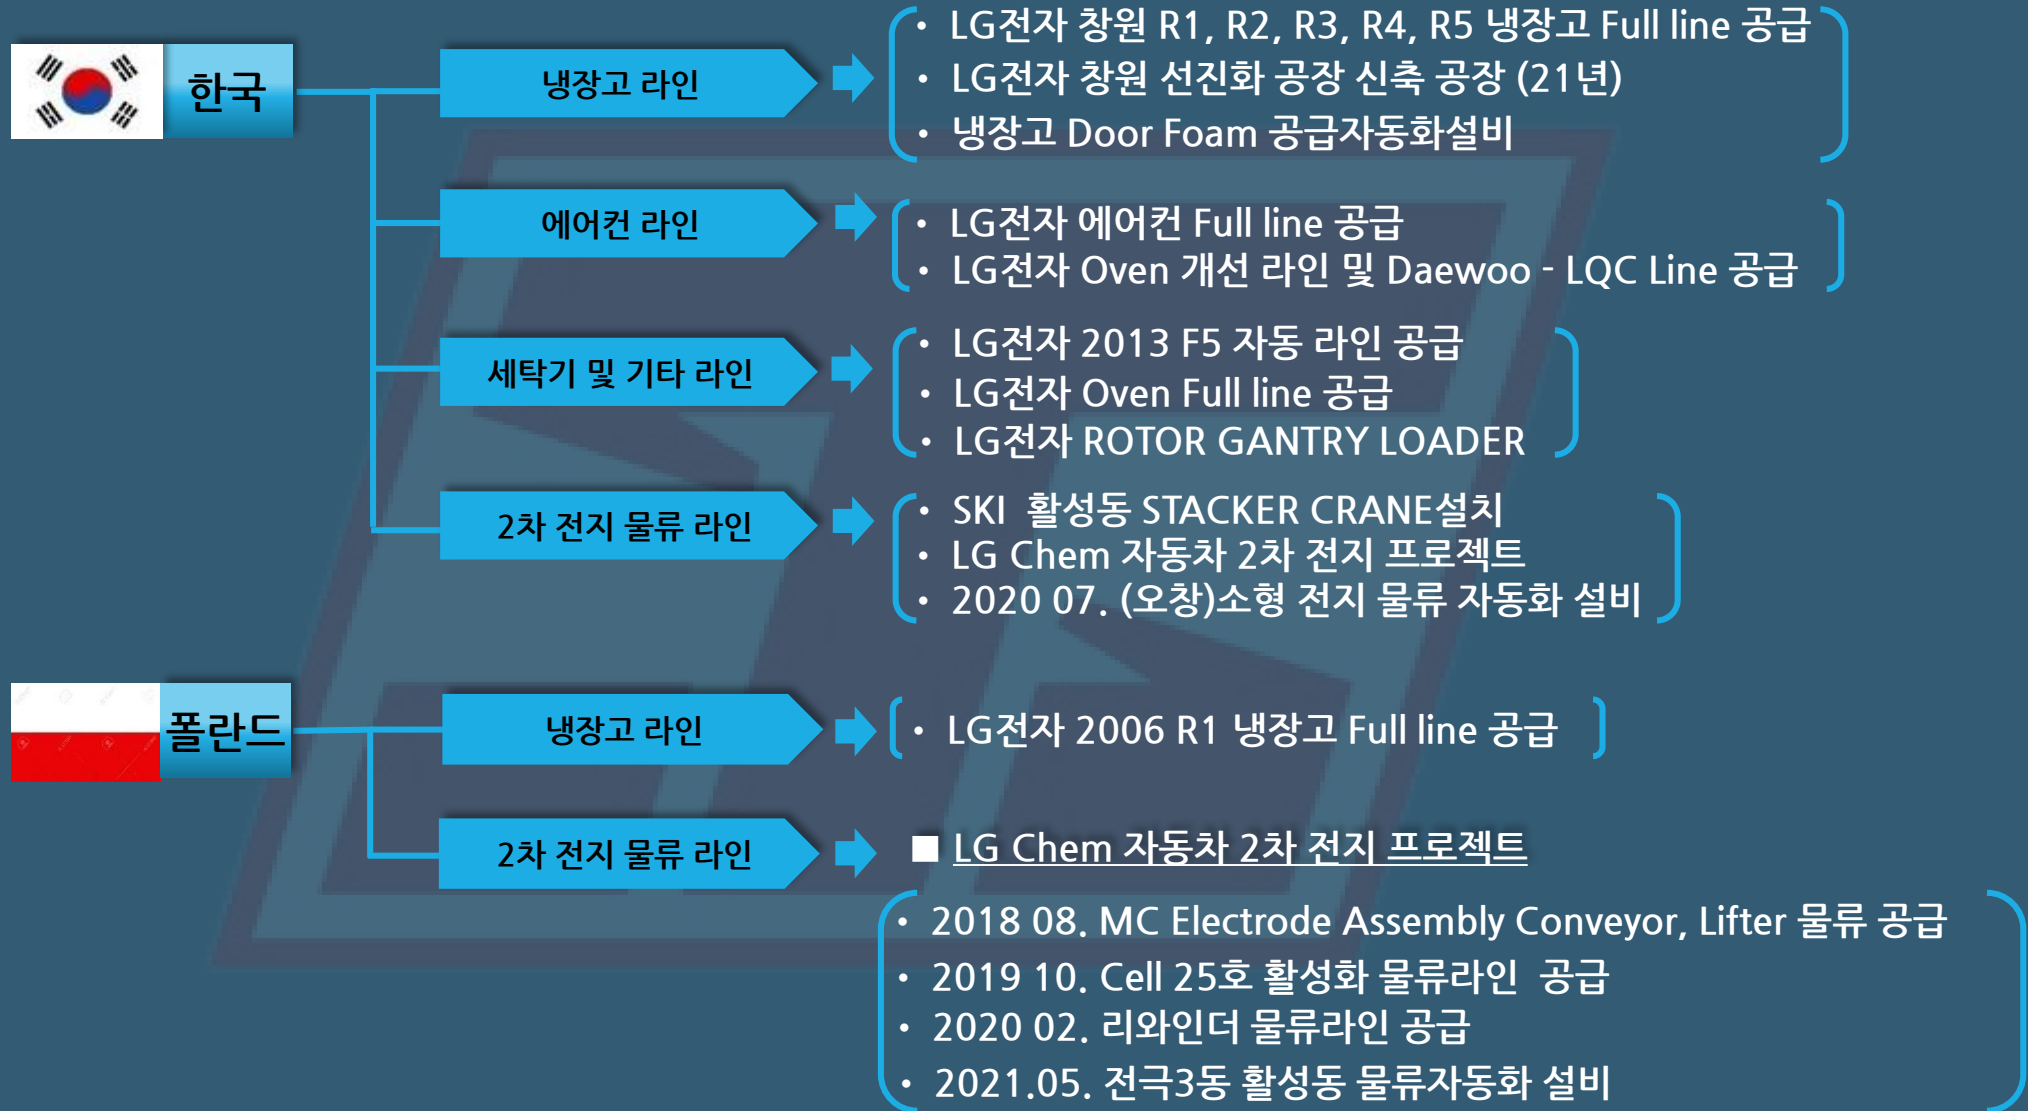 한국
냉장고 라인
• LG전자 창원 R1, R2, R3, R4, R5 냉장고 Full line 공급
• LG전자 창원 선진화 공장 신축 공장 (21년)
• 냉장고 Door Foam 공급자동화설비
에어컨 라인
• LG전자 에어컨 Full line 공급
• LG전자 Oven 개선 라인 및 Daewoo - LQC Line 공급
세탁기 및 기타 라인
• LG전자 2013 F5 자동 라인 공급
• LG전자 Oven Full line 공급
• LG전자 ROTOR GANTRY LOADER
2차 전지 물류 라인
• SKI 활성동 STACKER CRANE설치
• LG Chem 자동차 2차 전지 프로젝트
• 2020 07. (오창)소형 전지 물류 자동화 설비
폴란드
냉장고 라인
• LG전자 2006 R1 냉장고 Full line 공급
2차 전지 물류 라인
■ LG Chem 자동차 2차 전지 프로젝트
• 2018 08. MC Electrode Assembly Conveyor, Lifter 물류 공급
• 2019 10. Cell 25호 활성화 물류라인 공급
• 2020 02. 리와인더 물류라인 공급
• 2021.05. 전극3동 활성동 물류자동화 설비